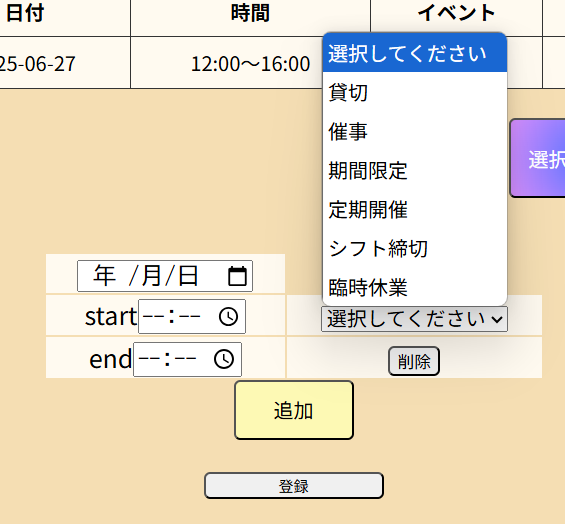 日付 時間 イベント
25-06-27 12:00～16:00
選択してください
貸切
催事
期間限定
定期開催
シフト締切
臨時休業
選択
年 /月/日
start --:-- 選択してください
end --:-- 削除
追加
登録